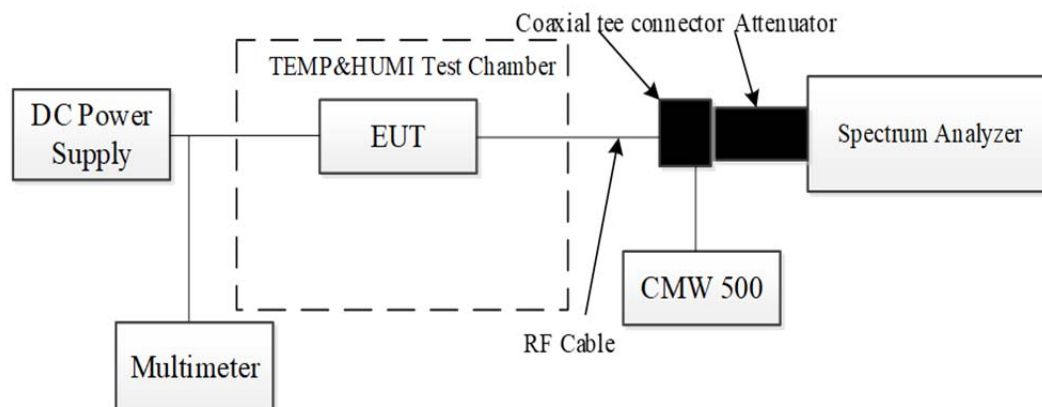 Coaxial tee connector Attenuator
TEMP&HUMI Test Chamber
DC Power
Supply
EUT
Spectrum Analyzer
CMW 500
RF Cable
Multimeter